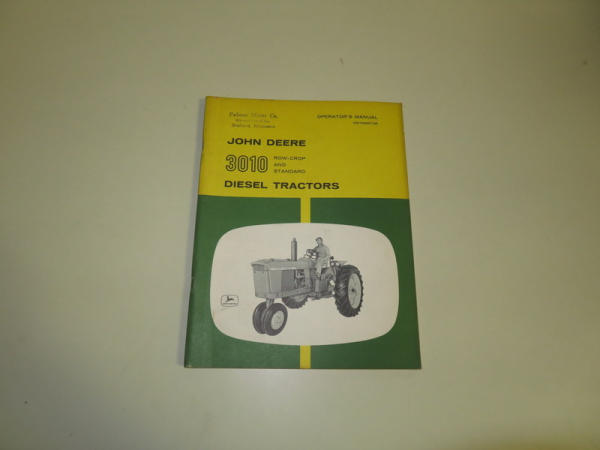 OPERATOR'S MANUAL
JOHN DEERE
3010 ROW-CROP
AND
STANDARD
DIESEL TRACTORS